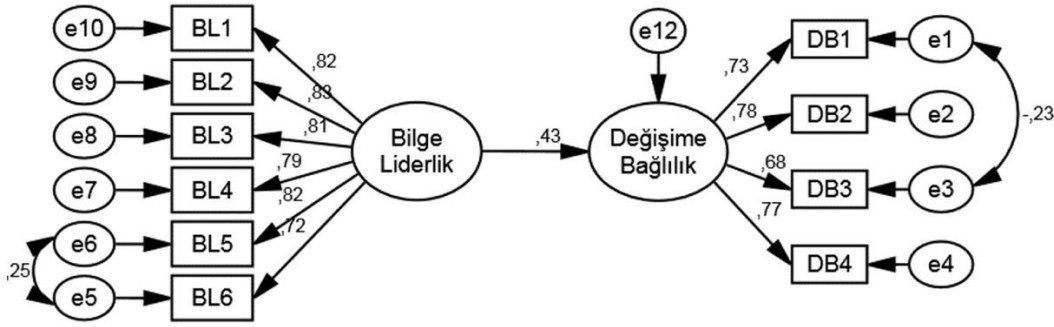 e10
BL1
,82
e9
BL2
,83
e8
BL3
,81
e7
BL4
,79
e6
BL5
,82
e5
BL6
,72
,25
Bilge
Liderlik
,43
e12
Değişime
Bağlılık
,73
DB1
e1
,78
DB2
e2
,68
DB3
e3
,77
DB4
e4
-,23